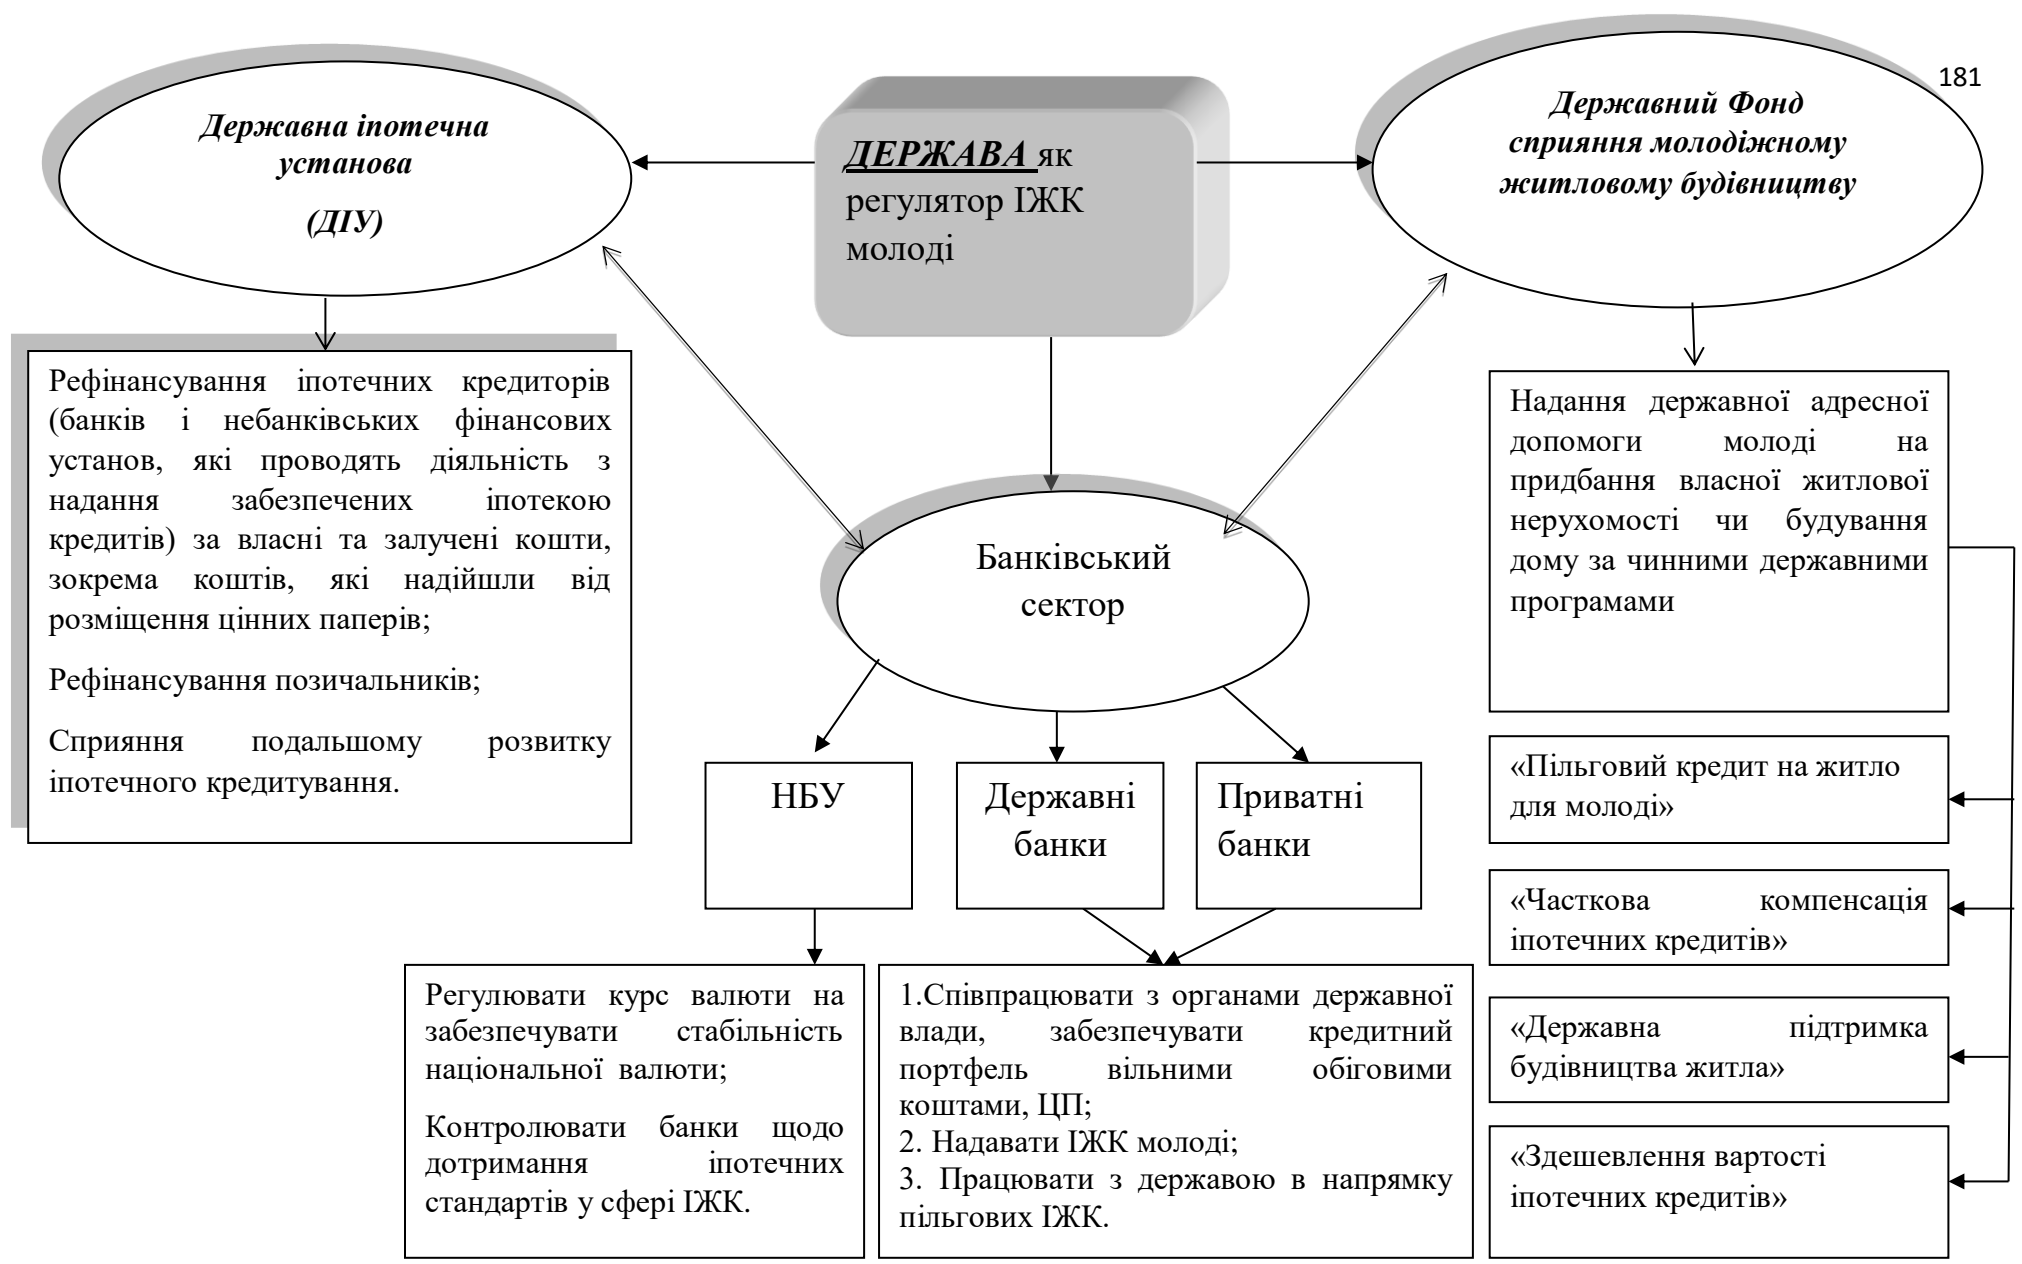 181
Державна іпотечна
установа
(ДІУ)
ДЕРЖАВА як
регулятор ІЖК
молоді
Державний Фонд
сприяння молодіжному
житловому будівництву
Рефінансування іпотечних кредиторів
(банків і небанківських фінансових
установ, які проводять діяльність з
надання забезпечених іпотекою
кредитів) за власні та залучені кошти,
зокрема коштів, які надійшли від
розміщення цінних паперів;
Рефінансування позичальників;
Сприяння подальшому розвитку
іпотечного кредитування.
Банківський
сектор
Надання державної адресної
допомоги молоді на
придбання власної житлової
нерухомості чи будування
дому за чинними державними
програмами
НБУ
Державні
банки
Приватні
банки
«Пільговий кредит на житло
для молоді»
«Часткова компенсація
іпотечних кредитів»
«Державна підтримка
будівництва житла»
«Здешевлення вартості
іпотечних кредитів»
Регулювати курс валюти на
забезпечувати стабільність
національної валюти;
Контролювати банки щодо
дотримання іпотечних
стандартів у сфері ІЖК.
1.Співпрацювати з органами державної
влади, забезпечувати кредитний
портфель вільними обіговими
коштами, ЦП;
2. Надавати ІЖК молоді;
3. Працювати з державою в напрямку
пільгових ІЖК.